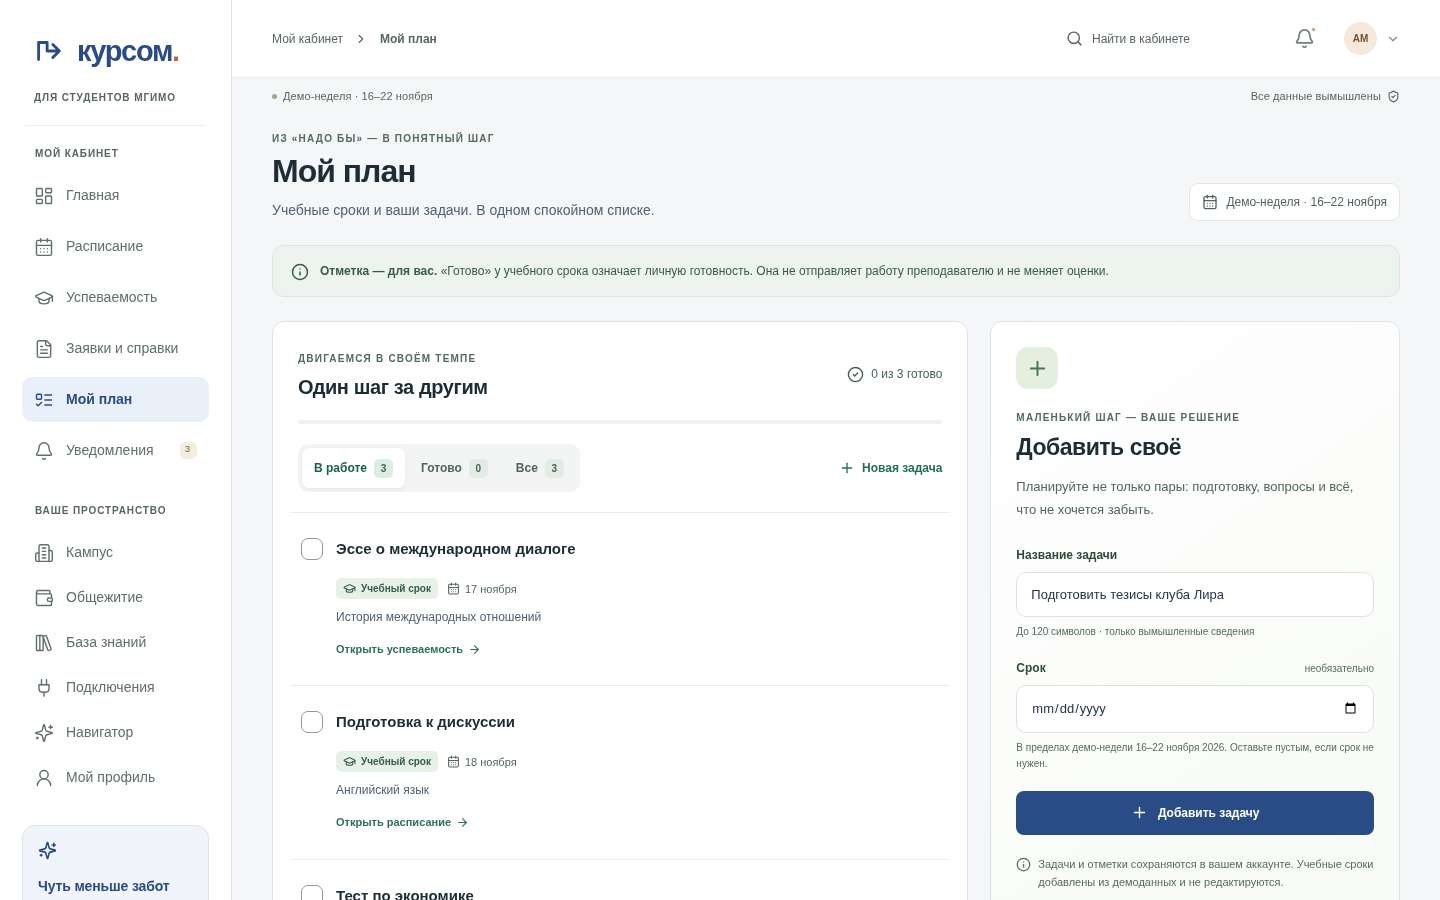 курсом.
ДЛЯ СТУДЕНТОВ МГИМО
МОЙ КАБИНЕТ
Главная
Расписание
Успеваемость
Заявки и справки
Мой план
Уведомления 3
ВАШЕ ПРОСТРАНСТВО
Кампус
Общежитие
База знаний
Подключения
Навигатор
Мой профиль
Чуть меньше забот
Мой кабинет Мой план
Найти в кабинете
АМ
Демо-неделя · 16–22 ноября
Все данные вымышлены
ИЗ «НАДО БЫ» — В ПОНЯТНЫЙ ШАГ
Мой план
Учебные сроки и ваши задачи. В одном спокойном списке.
Демо-неделя · 16–22 ноября
Отметка — для вас. «Готово» у учебного срока означает личную готовность. Она не отправляет работу преподавателю и не меняет оценки.
ДВИГАЕМСЯ В СВОЁМ ТЕМПЕ
Один шаг за другим
0 из 3 готово
В работе 3 Готово 0 Все 3
Новая задача
Эссе о международном диалоге
Учебный срок 17 ноября
История международных отношений
Открыть успеваемость
Подготовка к дискуссии
Учебный срок 18 ноября
Английский язык
Открыть расписание
Тест по экономике
МАЛЕНЬКИЙ ШАГ — ВАШЕ РЕШЕНИЕ
Добавить своё
Планируйте не только пары: подготовку, вопросы и всё,
что не хочется забыть.
Название задачи
Подготовить тезисы клуба Лира
До 120 символов · только вымышленные сведения
Срок необязательно
mm/dd/yyyy
В пределах демо-недели 16–22 ноября 2026. Оставьте пустым, если срок не
нужен.
Добавить задачу
Задачи и отметки сохраняются в вашем аккаунте. Учебные сроки
добавлены из демоданных и не редактируются.